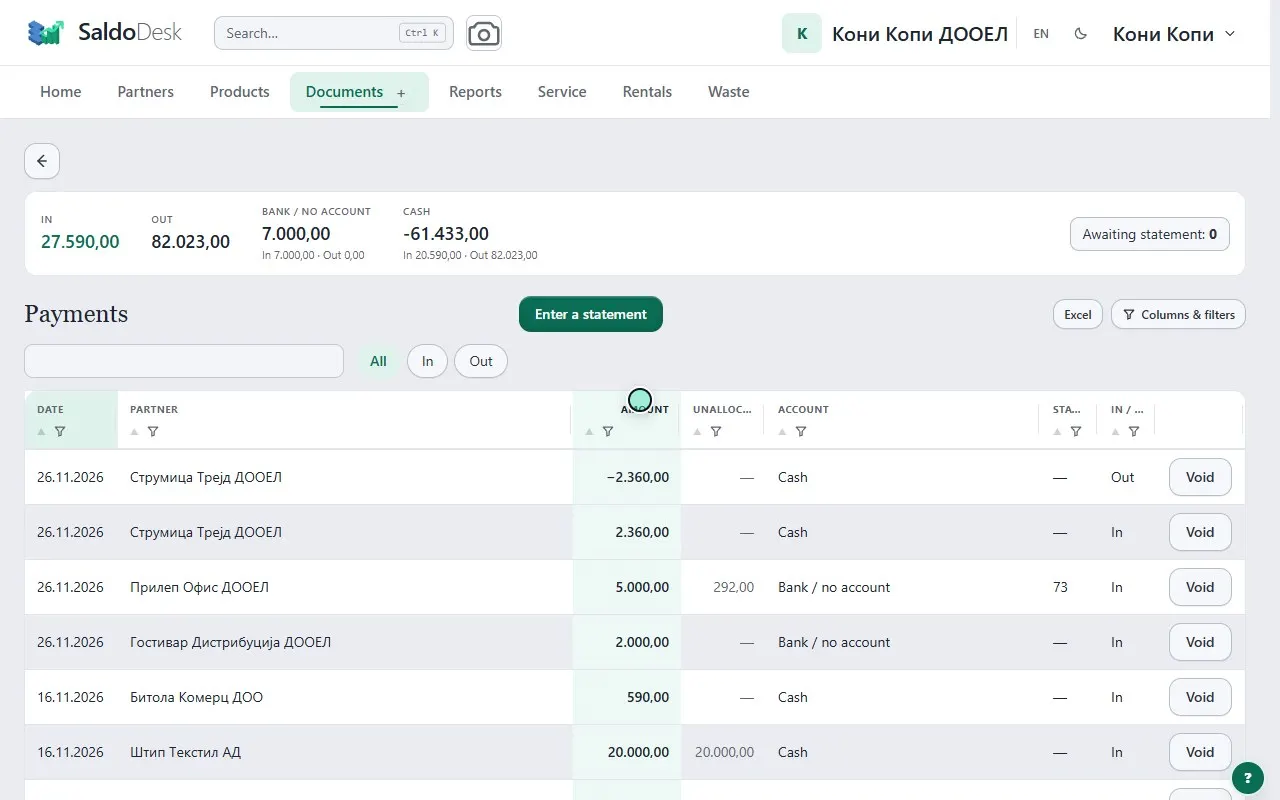 SaldoDesk
Search... Ctrl K
К Кони Копи ДООЕЛ EN Кони Копи
Home Partners Products Documents + Reports Service Rentals Waste
IN
27.590,00
OUT
82.023,00
BANK / NO ACCOUNT
7.000,00
In 7.000,00 · Out 0,00
CASH
-61.433,00
In 20.590,00 · Out 82.023,00
Awaiting statement: 0
Payments
Enter a statement
Excel
Columns & filters
All In Out
DATE PARTNER AMOUNT UNALLOC... ACCOUNT STA... IN / ...
26.11.2026 Струмица Трејд ДООЕЛ −2.360,00 — Cash — Out Void
26.11.2026 Струмица Трејд ДООЕЛ 2.360,00 — Cash — In Void
26.11.2026 Прилеп Офис ДООЕЛ 5.000,00 292,00 Bank / no account 73 In Void
26.11.2026 Гостивар Дистрибуција ДООЕЛ 2.000,00 — Bank / no account — In Void
16.11.2026 Битола Комерц ДОО 590,00 — Cash — In Void
16.11.2026 Штип Текстил АД 20.000,00 20.000,00 Cash — In Void
?